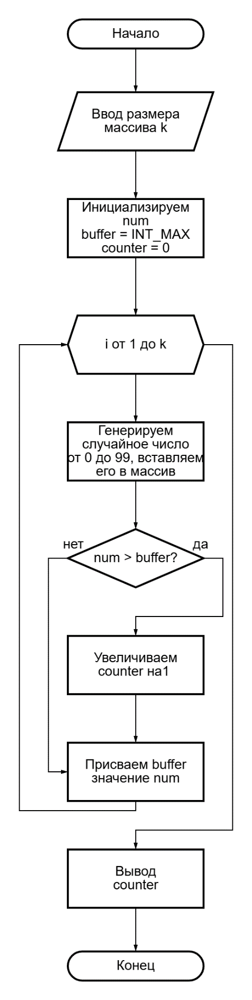 Начало
Ввод размера
массива k
Инициализируем
num
buffer = INT_MAX
counter = 0
i от 1 до k
Генерируем
случайное число
от 0 до 99, вставляем
его в массив
нет
num > buffer?
да
Увеличиваем
counter на1
Присваем buffer
значение num
Вывод
counter
Конец